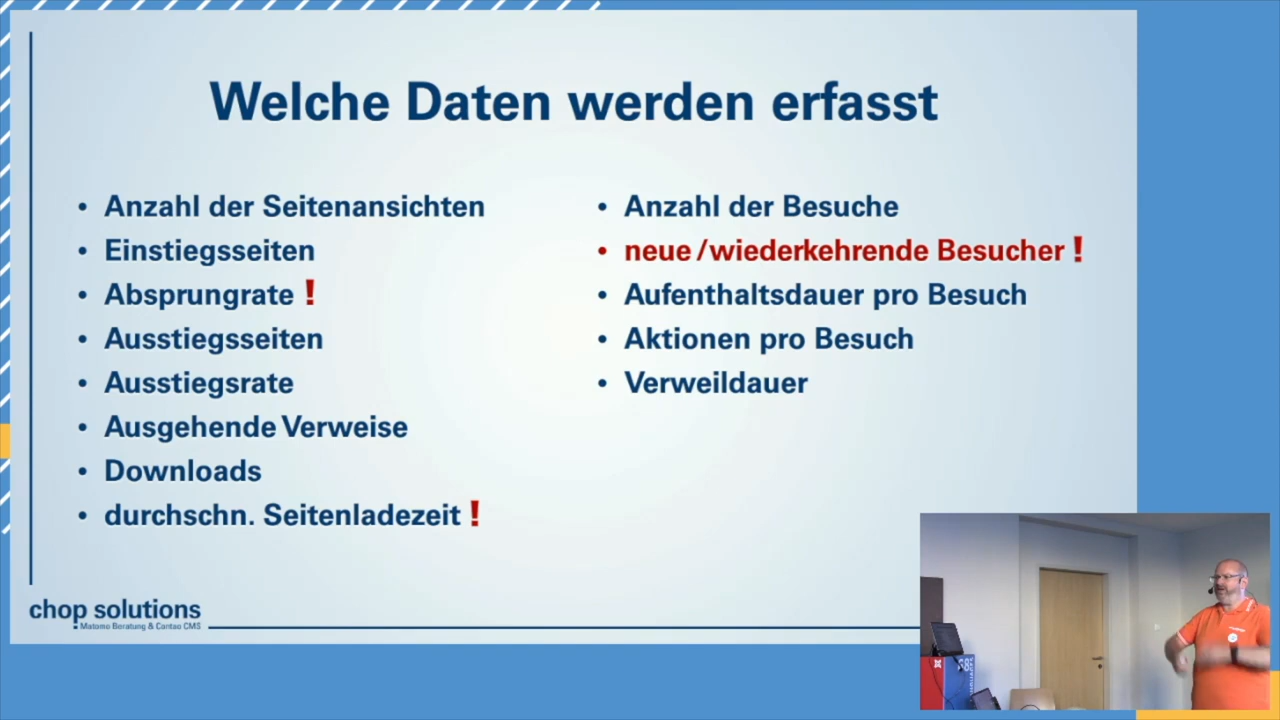 Welche Daten werden erfasst
• Anzahl der Seitenansichten
• Einstiegsseiten
• Absprungrate !
• Ausstiegsseiten
• Ausstiegsrate
• Ausgehende Verweise
• Downloads
• durchschn. Seitenladezeit !
• Anzahl der Besuche
• neue/wiederkehrende Besucher !
• Aufenthaltsdauer pro Besuch
• Aktionen pro Besuch
• Verweildauer
chop solutions
Matomo Beratung & Contao CMS